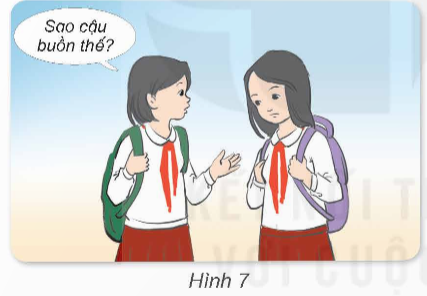 Sao cậu
buồn thế?
Hình 7